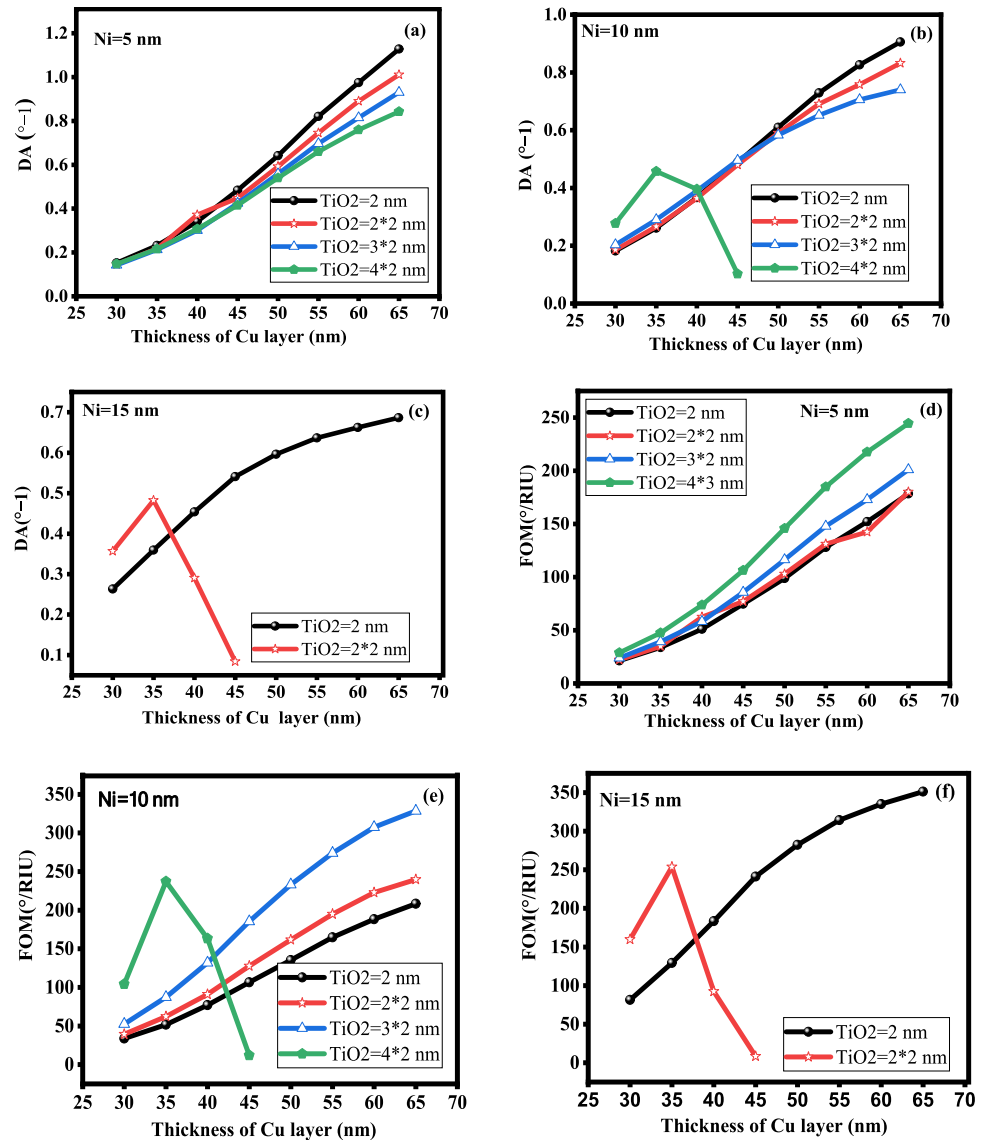 Ni=5 nm
(a)
1.2
1.0
0.8
0.6
0.4
0.2
0.0
DA (°−1)
TiO2=2 nm
TiO2=2*2 nm
TiO2=3*2 nm
TiO2=4*2 nm
25 30 35 40 45 50 55 60 65 70
Thickness of Cu layer (nm)
Ni=10 nm
(b)
1.0
0.8
0.6
0.4
0.2
0.0
DA (°−1)
TiO2=2 nm
TiO2=2*2 nm
TiO2=3*2 nm
TiO2=4*2 nm
25 30 35 40 45 50 55 60 65 70
Thickness of Cu layer (nm)
Ni=15 nm
(c)
0.7
0.6
0.5
0.4
0.3
0.2
0.1
DA(°−1)
TiO2=2 nm
TiO2=2*2 nm
25 30 35 40 45 50 55 60 65 70
Thickness of Cu layer (nm)
TiO2=2 nm
TiO2=2*2 nm
TiO2=3*2 nm
TiO2=4*3 nm
Ni=5 nm
(d)
250
200
150
100
50
0
FOM(°/RIU)
25 30 35 40 45 50 55 60 65 70
Thickness of Cu layer (nm)
Ni=10 nm
(e)
350
300
250
200
150
100
50
0
FOM(°/RIU)
TiO2=2 nm
TiO2=2*2 nm
TiO2=3*2 nm
TiO2=4*2 nm
25 30 35 40 45 50 55 60 65 70
Thickness of Cu layer (nm)
Ni=15 nm
(f)
350
300
250
200
150
100
50
0
FOM(°/RIU)
TiO2=2 nm
TiO2=2*2 nm
25 30 35 40 45 50 55 60 65 70
Thickness of Cu layer (nm)